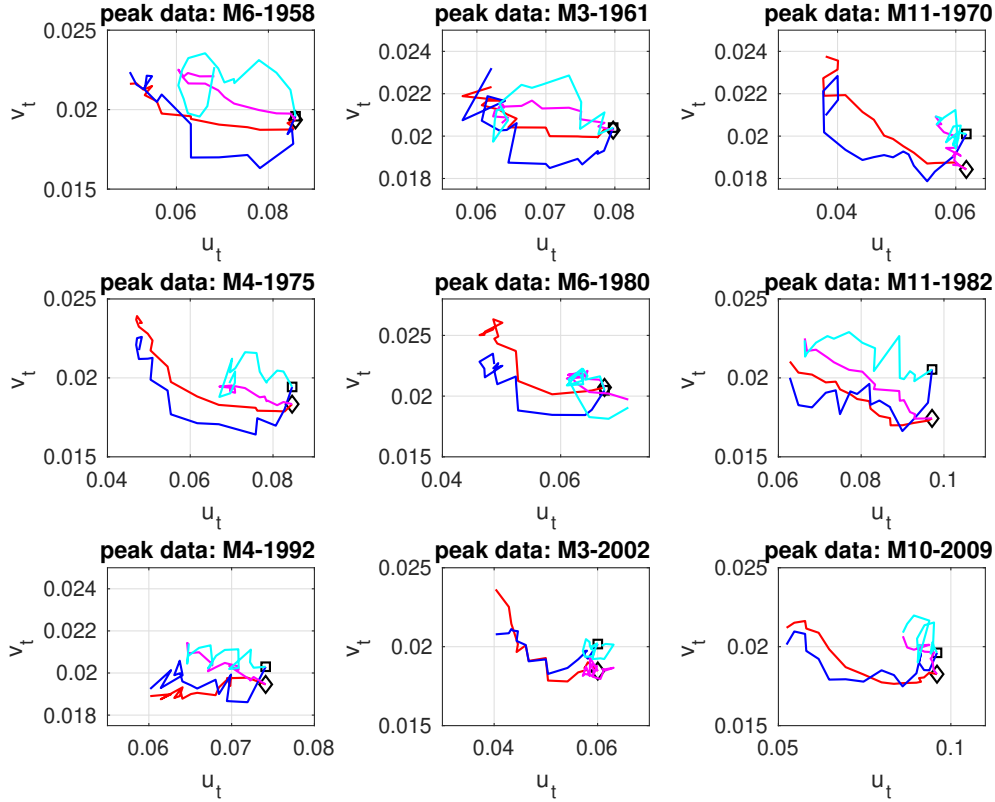 peak data: M6-1958
0.025
0.02
0.015
0.06
0.08
v_t
u_t
peak data: M3-1961
0.024
0.022
0.02
0.018
0.06
0.07
0.08
v_t
u_t
peak data: M11-1970
0.024
0.022
0.02
0.018
0.04
0.06
v_t
u_t
peak data: M4-1975
0.025
0.02
0.015
0.04
0.06
0.08
v_t
u_t
peak data: M6-1980
0.025
0.02
0.015
0.04
0.06
v_t
u_t
peak data: M11-1982
0.025
0.02
0.015
0.06
0.08
0.1
v_t
u_t
peak data: M4-1992
0.024
0.022
0.02
0.018
0.06
0.07
0.08
v_t
u_t
peak data: M3-2002
0.025
0.02
0.015
0.04
0.06
v_t
u_t
peak data: M10-2009
0.025
0.02
0.015
0.05
0.1
v_t
u_t